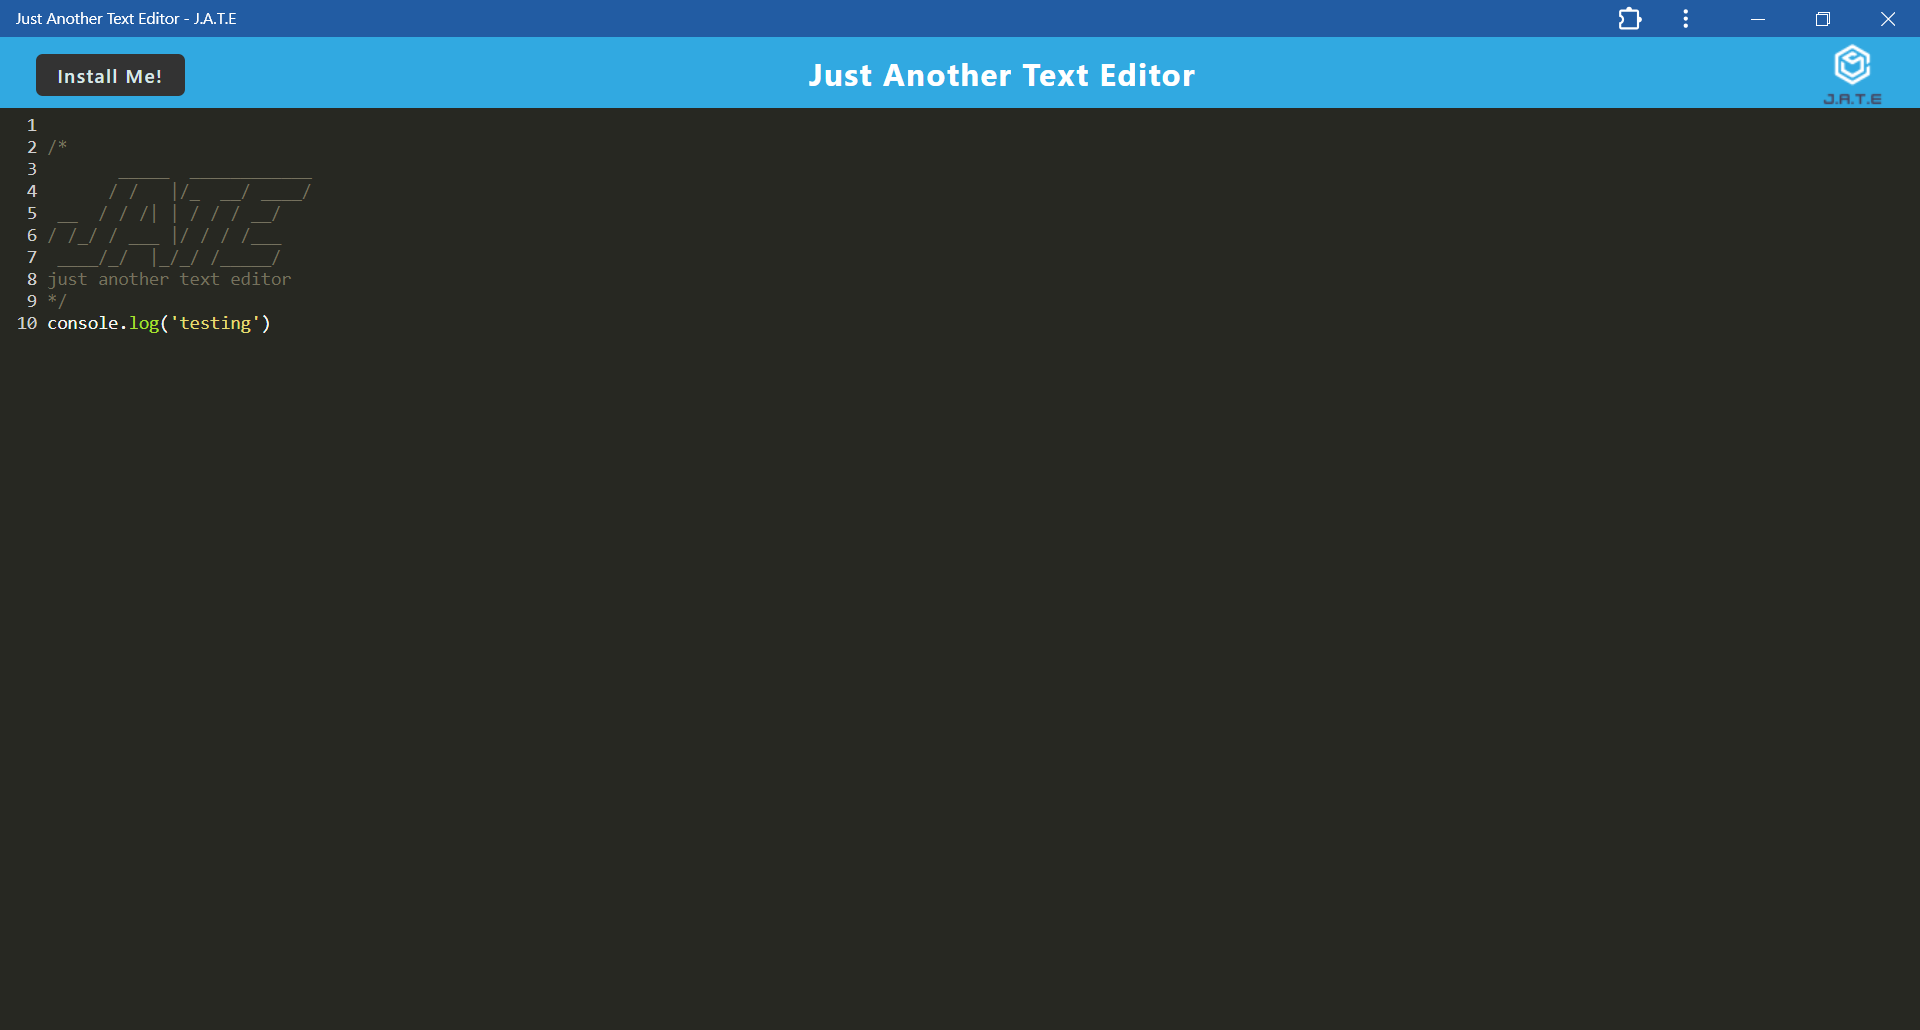 Just Another Text Editor - J.A.T.E
Install Me!
Just Another Text Editor
J.A.T.E
1
2 /*
3        _____  ____________
4       / /   |/_  __/ ____/
5  __  / / /| | / / / __/
6 / /_/ / ___ |/ / / /___
7  ____/_/  |_/_/ /_____/
8 just another text editor
9 */
10 console.log('testing')